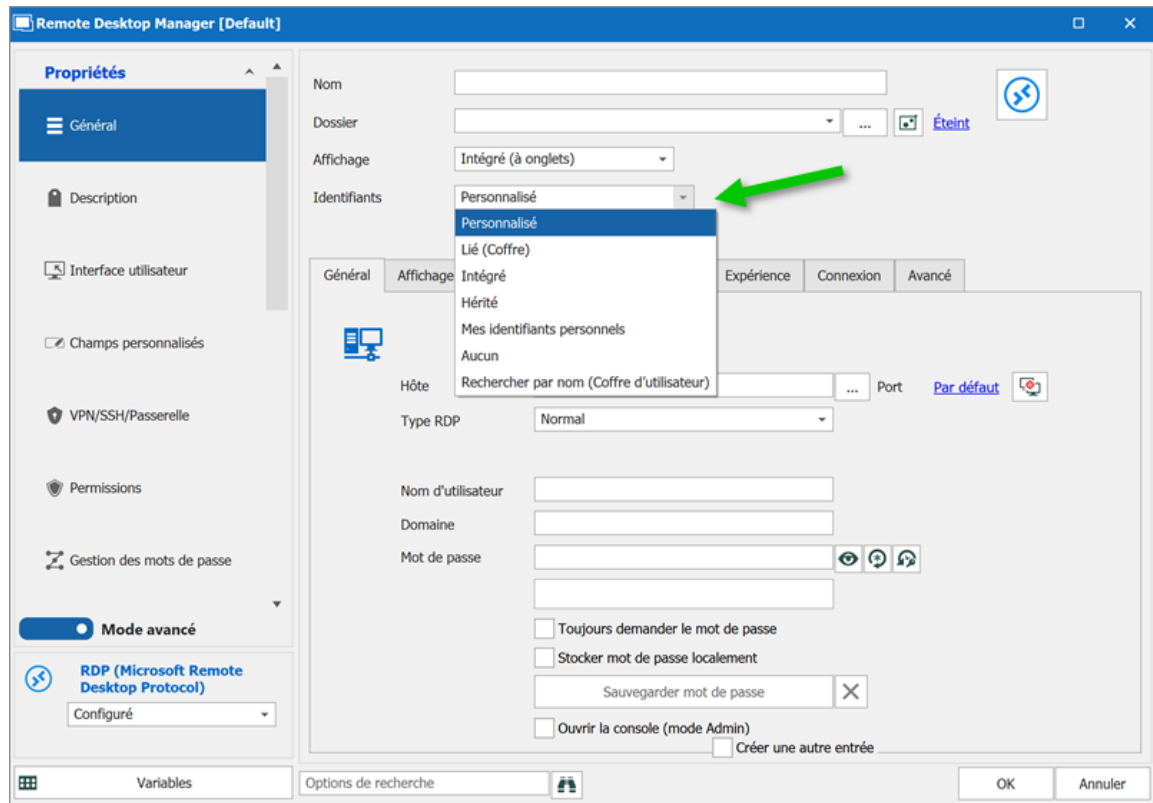 Remote Desktop Manager [Default]
Propriétés
Général
Description
Interface utilisateur
Champs personnalisés
VPN/SSH/Passerelle
Permissions
Gestion des mots de passe
Mode avancé
RDP (Microsoft Remote
Desktop Protocol)
Configuré
Variables
Nom
Dossier
...
Éteint
Affichage
Intégré (à onglets)
Identifiants
Personnalisé
Personnalisé
Lié (Coffre)
Intégré
Hérité
Mes identifiants personnels
Aucun
Rechercher par nom (Coffre d'utilisateur)
Général
Affichage
Expérience
Connexion
Avancé
Hôte
...
Port
Par défaut
Type RDP
Normal
Nom d'utilisateur
Domaine
Mot de passe
Toujours demander le mot de passe
Stocker mot de passe localement
Sauvegarder mot de passe
Ouvrir la console (mode Admin)
Créer une autre entrée
Options de recherche
OK
Annuler